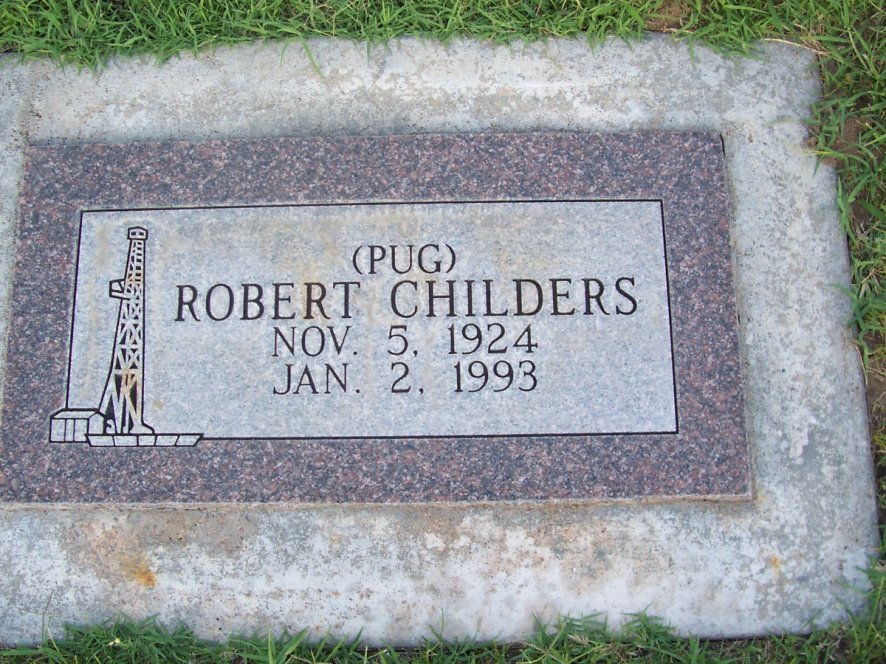 (PUG)
ROBERT CHILDERS
NOV. 5, 1924
JAN. 2, 1993